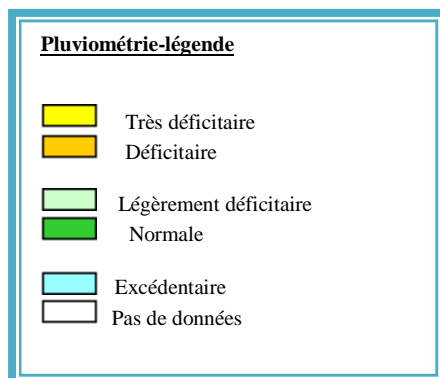 Pluviométrie-légende
Très déficitaire
Déficitaire
Légèrement déficitaire
Normale
Excédentaire
Pas de données